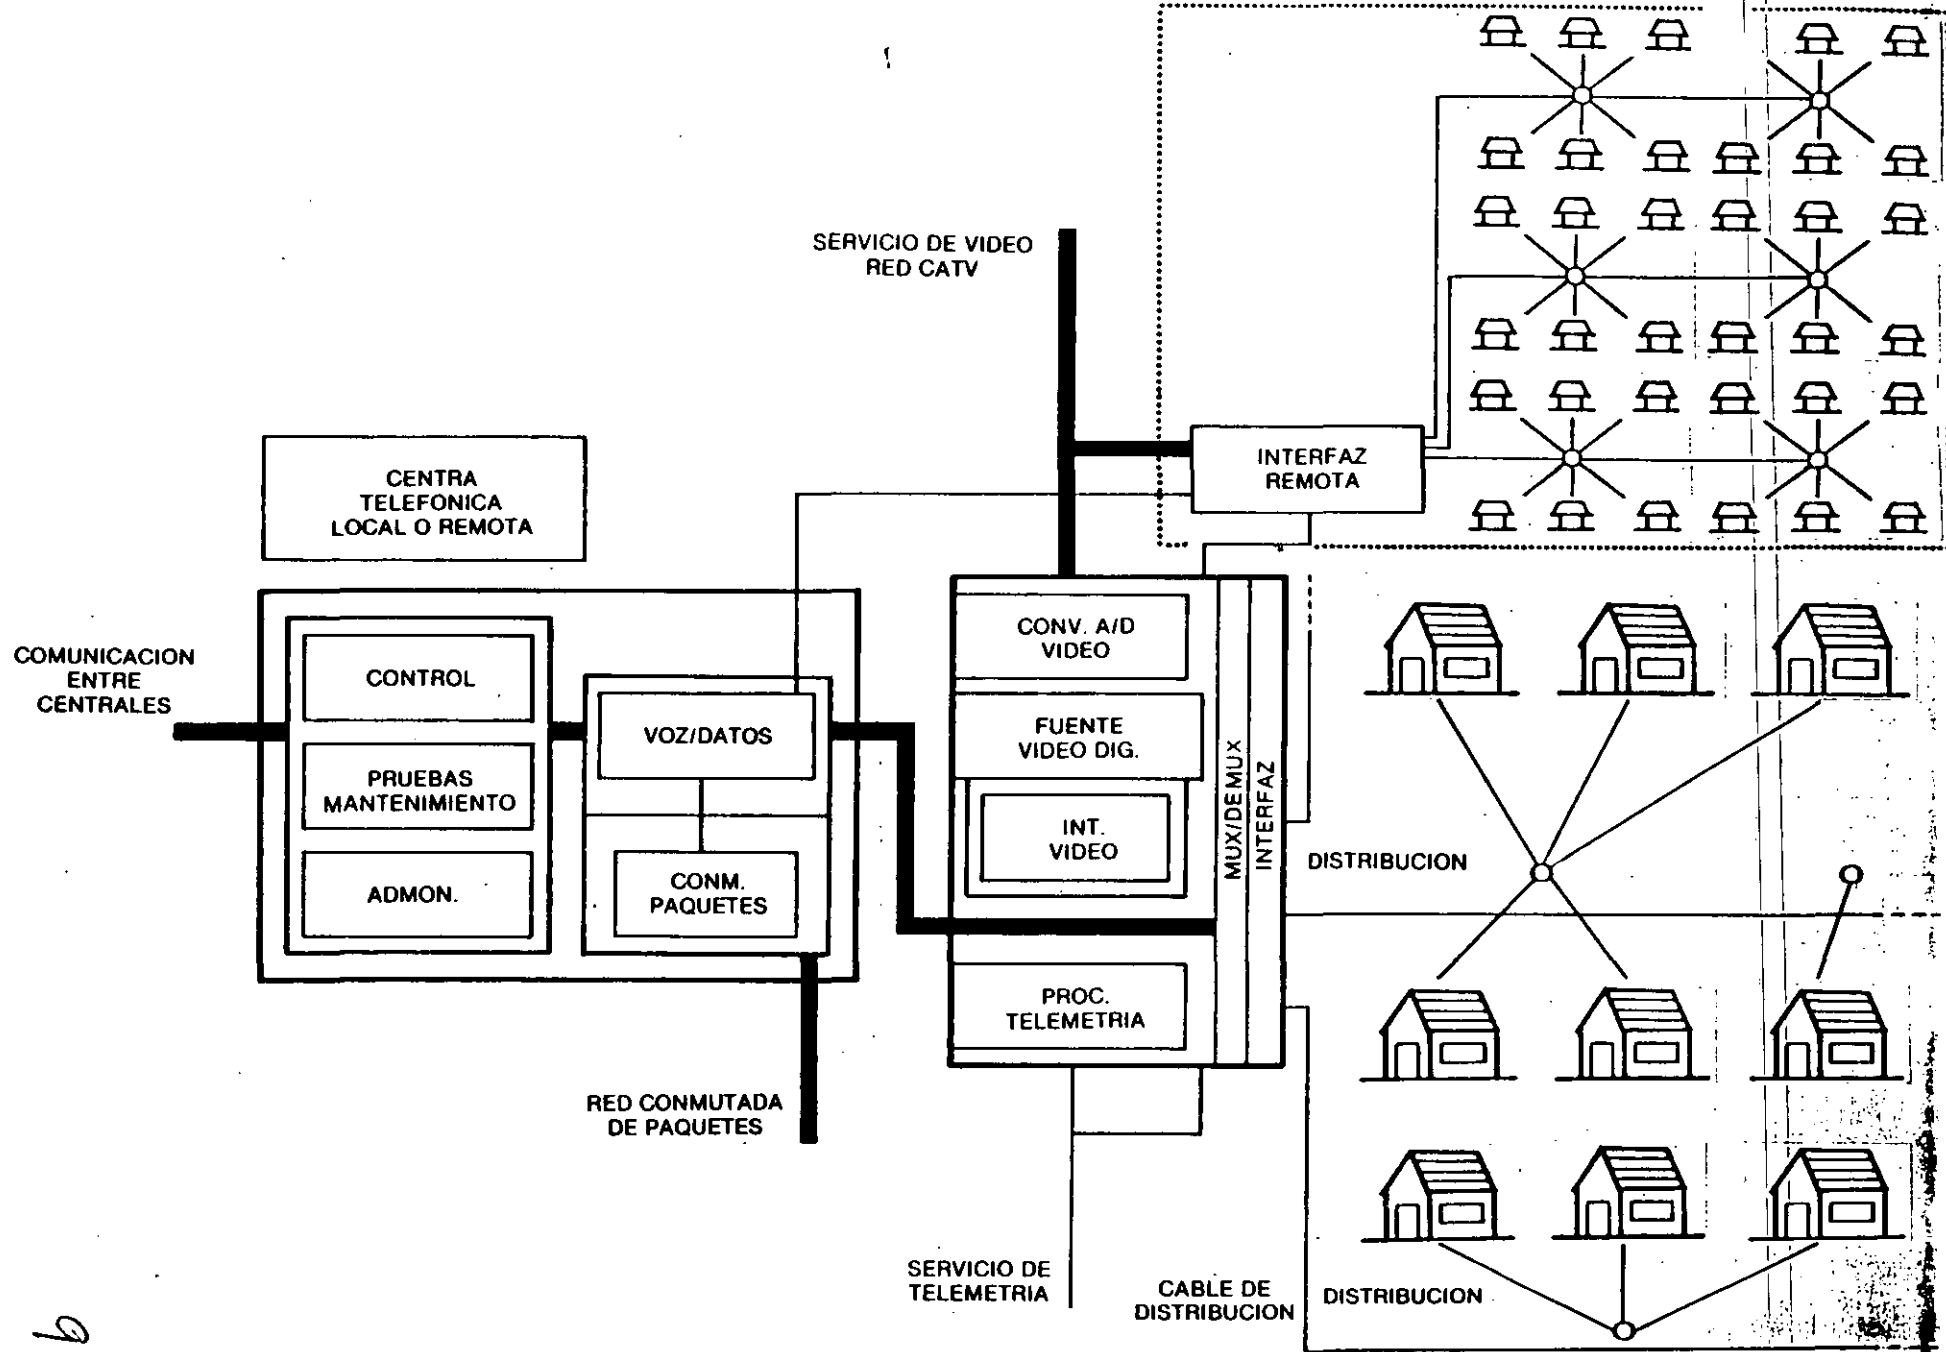 SERVICIO DE VIDEO
RED CATV
INTERFAZ
REMOTA
CENTRA
TELEFONICA
LOCAL O REMOTA
COMUNICACION
ENTRE
CENTRALES
CONTROL
PRUEBAS
MANTENIMIENTO
ADMON.
VOZ/DATOS
CONM.
PAQUETES
CONV. A/D
VIDEO
FUENTE
VIDEO DIG.
INT.
VIDEO
PROC.
TELEMETRIA
MUX/DEMUX
INTERFAZ
DISTRIBUCION
RED CONMUTADA
DE PAQUETES
SERVICIO DE
TELEMETRIA
CABLE DE
DISTRIBUCION
DISTRIBUCION
9